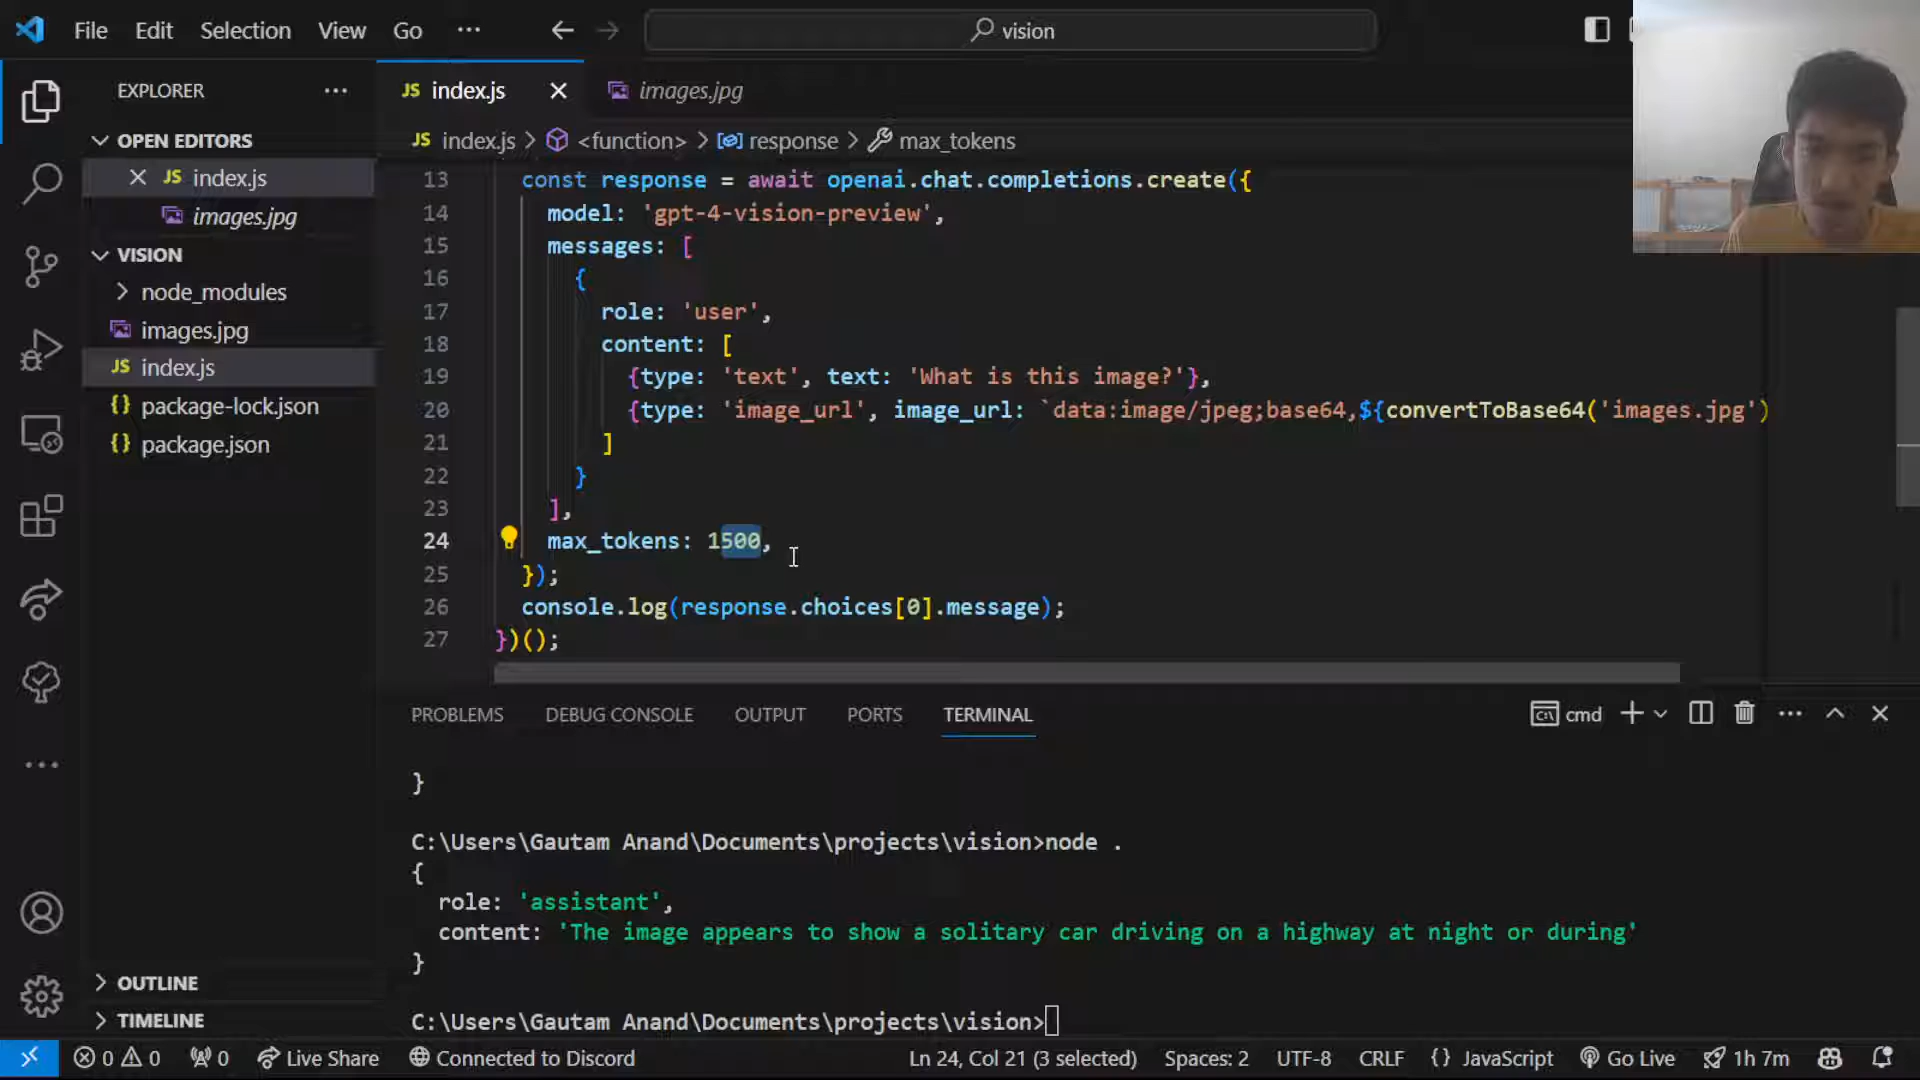 File Edit Selection View Go ··· vision
EXPLORER ···
JS index.js
images.jpg
OPEN EDITORS
JS index.js > <function> > response > max_tokens
JS index.js
images.jpg
VISION
node_modules
images.jpg
JS index.js
{} package-lock.json
{} package.json
13 const response = await openai.chat.completions.create({
14 model: 'gpt-4-vision-preview',
15 messages: [
16 {
17 role: 'user',
18 content: [
19 {type: 'text', text: 'What is this image?'},
20 {type: 'image_url', image_url: `data:image/jpeg;base64,${convertToBase64('images.jpg')
21 ]
22 }
23 ],
24 max_tokens: 1500,
25 });
26 console.log(response.choices[0].message);
27 })();
PROBLEMS DEBUG CONSOLE OUTPUT PORTS TERMINAL cmd
}
C:\Users\Gautam Anand\Documents\projects\vision>node .
{
role: 'assistant',
content: 'The image appears to show a solitary car driving on a highway at night or during'
}
C:\Users\Gautam Anand\Documents\projects\vision>
OUTLINE
TIMELINE
0 0 0 Live Share Connected to Discord Ln 24, Col 21 (3 selected) Spaces: 2 UTF-8 CRLF {} JavaScript Go Live 1h 7m